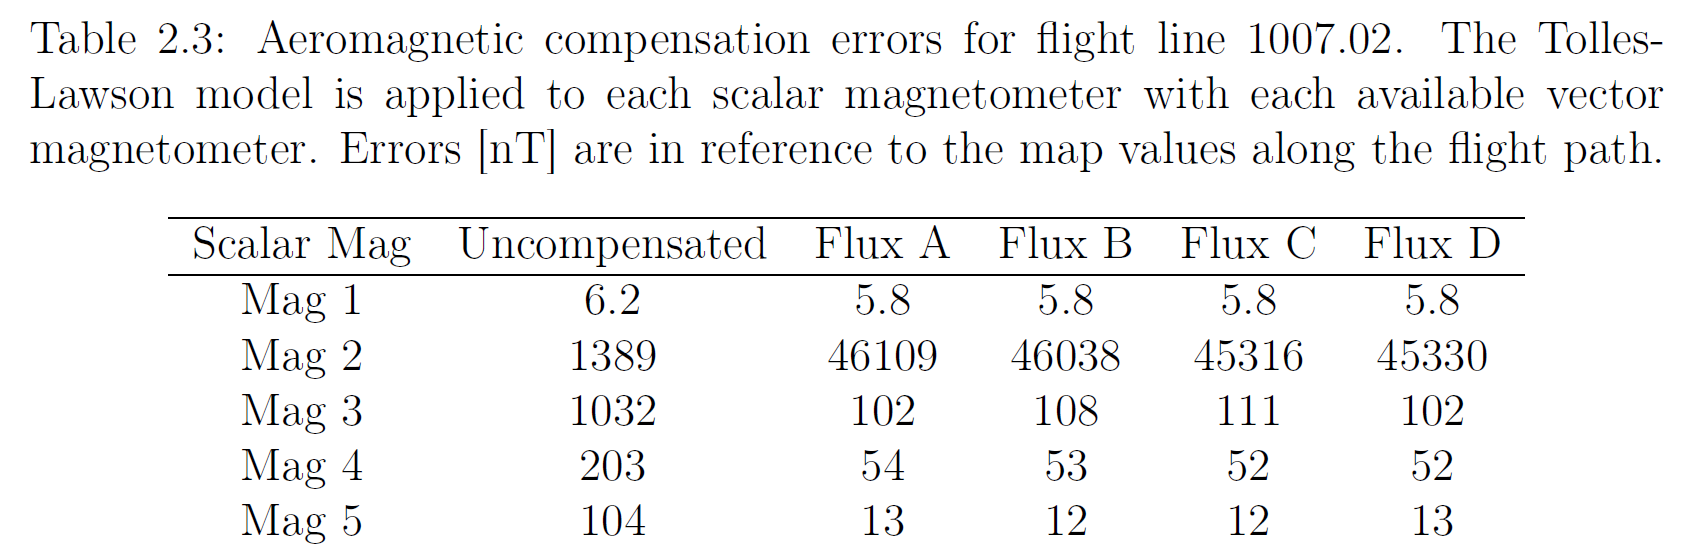 Table 2.3: Aeromagnetic compensation errors for flight line 1007.02. The Tolles-
Lawson model is applied to each scalar magnetometer with each available vector
magnetometer. Errors [nT] are in reference to the map values along the flight path.
Scalar Mag Uncompensated Flux A Flux B Flux C Flux D
Mag 1 6.2 5.8 5.8 5.8 5.8
Mag 2 1389 46109 46038 45316 45330
Mag 3 1032 102 108 111 102
Mag 4 203 54 53 52 52
Mag 5 104 13 12 12 13